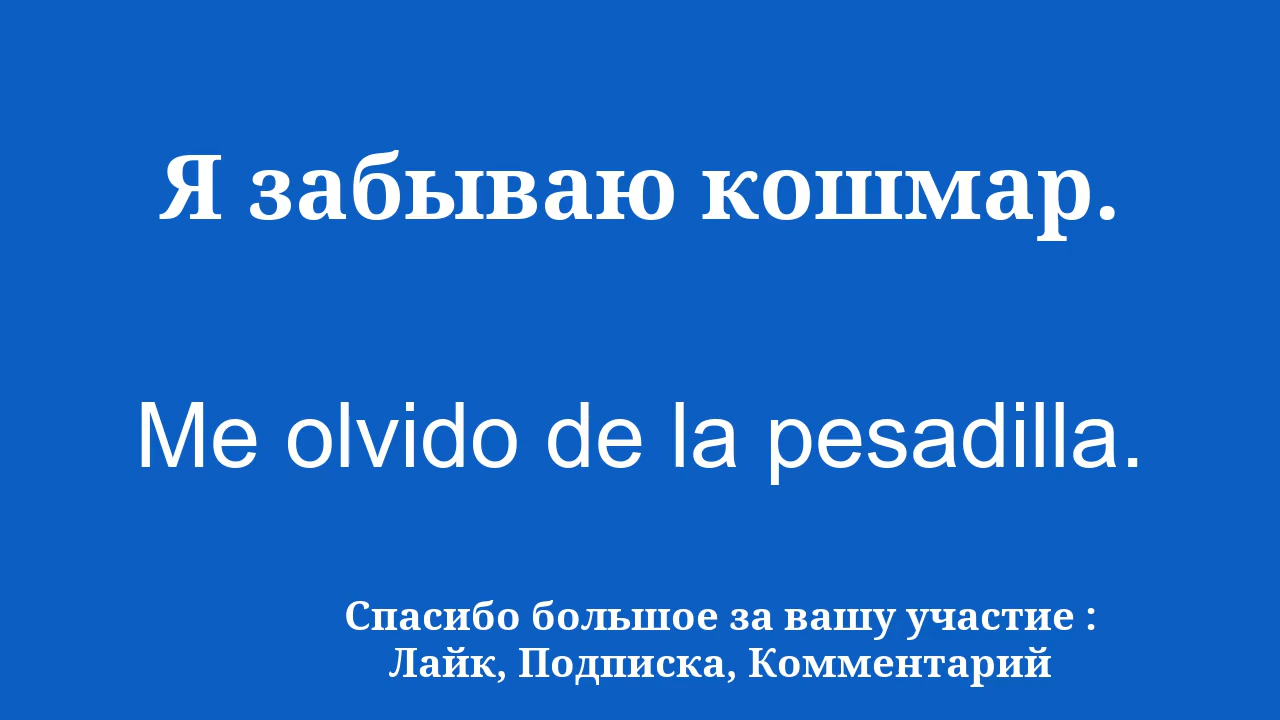 Я забываю кошмар.
Me olvido de la pesadilla.
Спасибо большое за вашу участие :
Лайк, Подписка, Комментарий